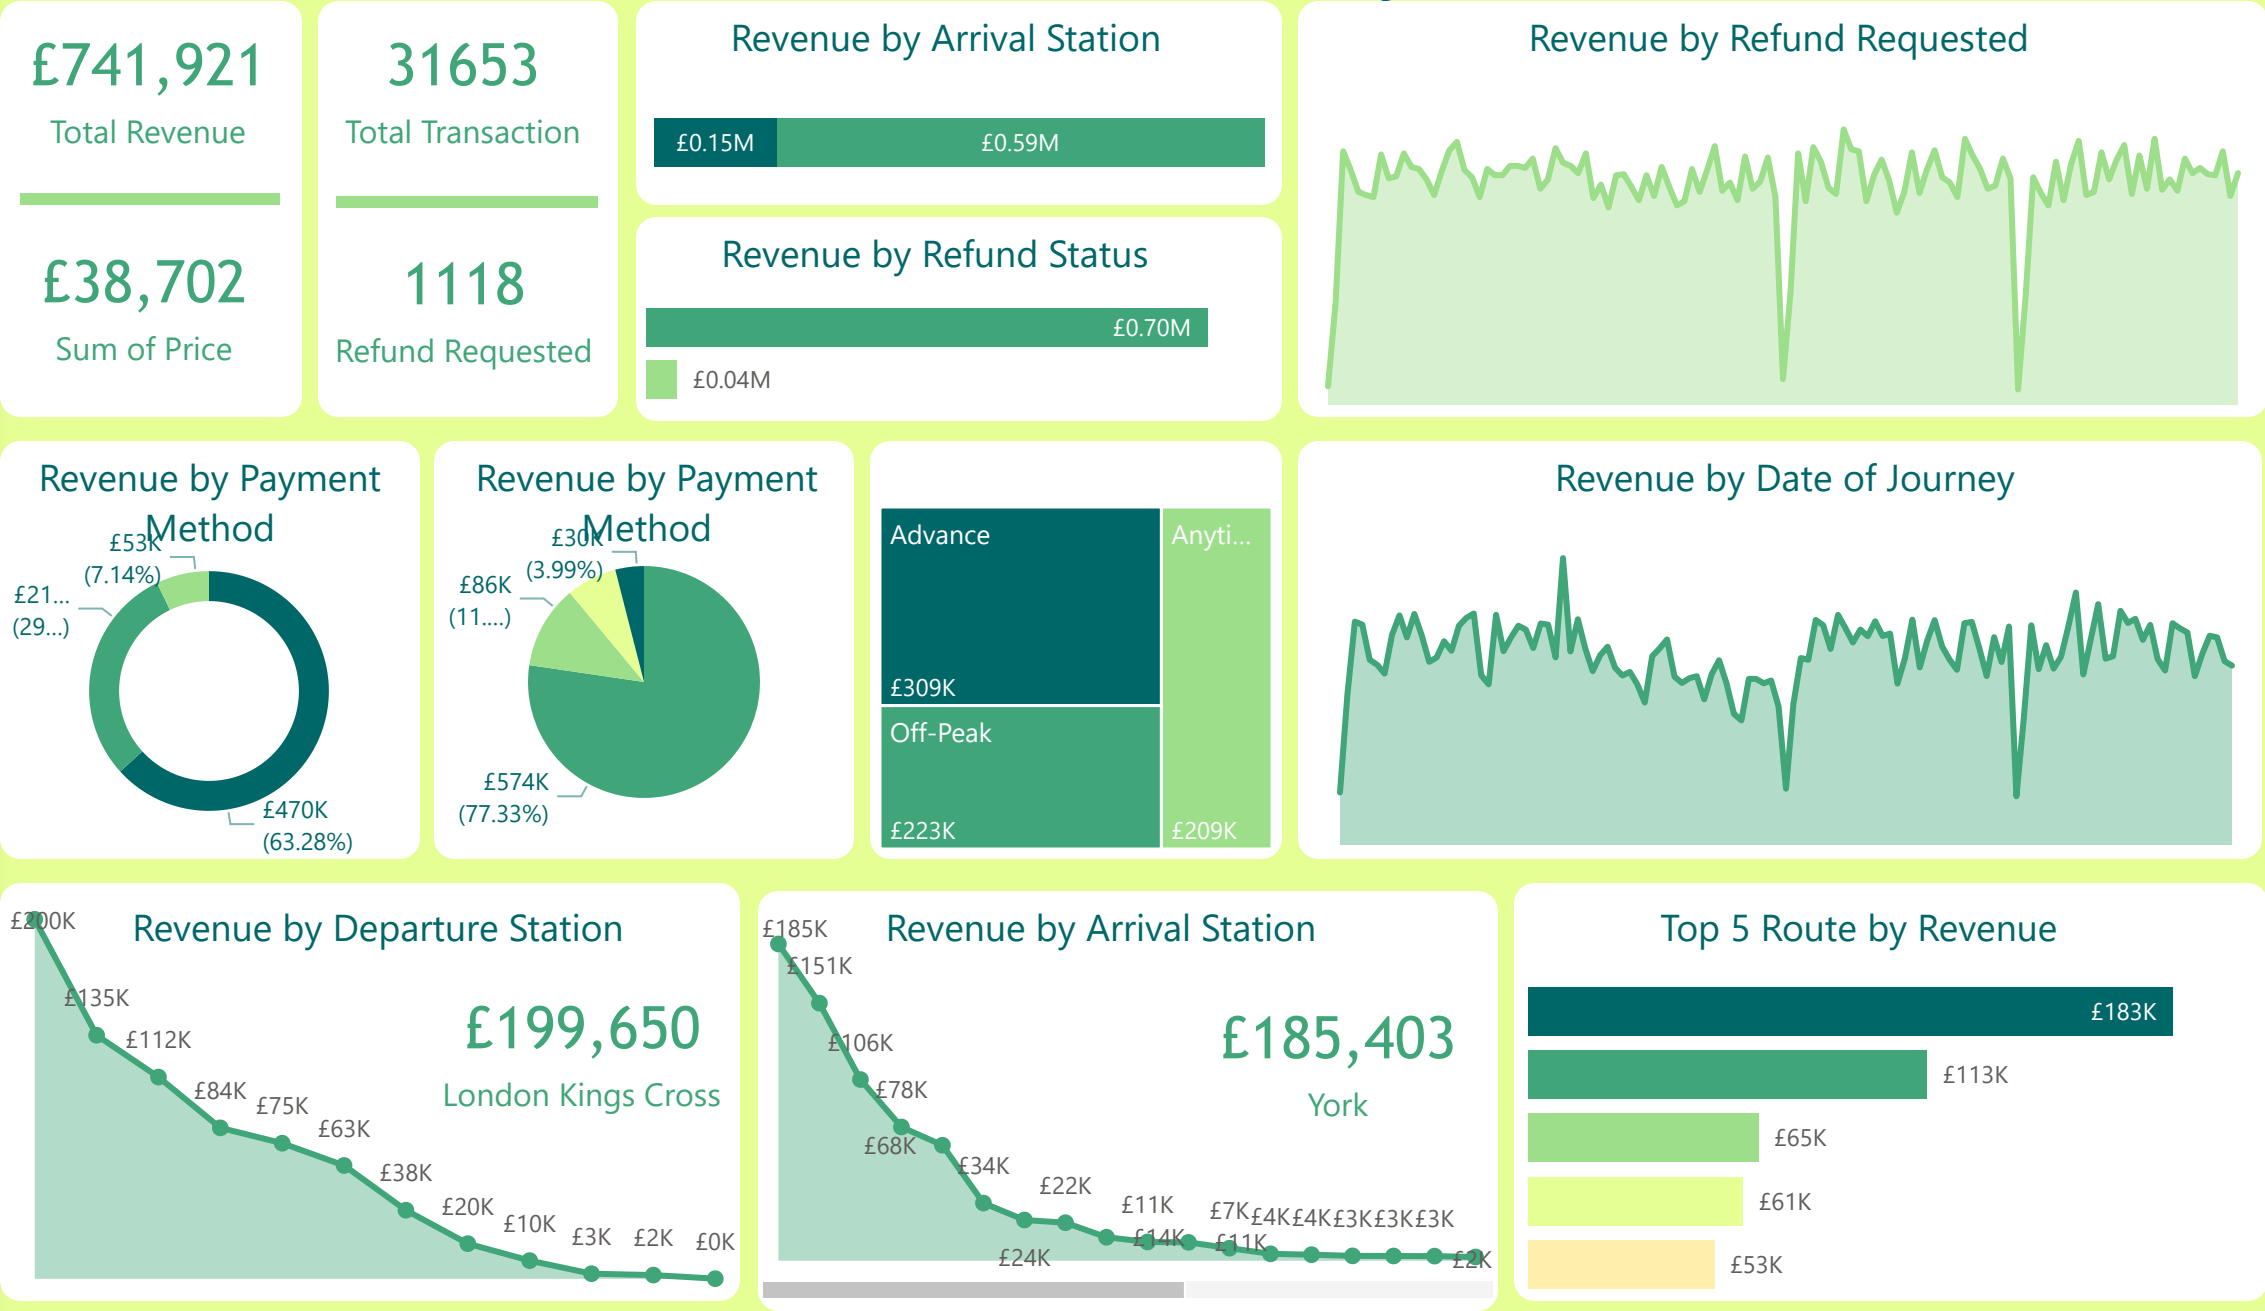 £741,921
Total Revenue
£38,702
Sum of Price
31653
Total Transaction
1118
Refund Requested
Revenue by Arrival Station
£0.15M
£0.59M
Revenue by Refund Status
£0.70M
£0.04M
Revenue by Refund Requested
Revenue by Payment
Method
£53K
(7.14%)
£21...
(29...)
£470K
(63.28%)
Revenue by Payment
Method
£30K
(3.99%)
£86K
(11....)
£574K
(77.33%)
Advance
£309K
Anyti...
£209K
Off-Peak
£223K
Revenue by Date of Journey
Revenue by Departure Station
£200K
£135K
£112K
£84K
£75K
£63K
£38K
£20K
£10K
£3K
£2K
£0K
£199,650
London Kings Cross
Revenue by Arrival Station
£185K
£151K
£106K
£78K
£68K
£34K
£24K
£22K
£14K
£11K
£11K
£7K
£4K
£4K
£3K
£3K
£3K
£2K
£185,403
York
Top 5 Route by Revenue
£183K
£113K
£65K
£61K
£53K